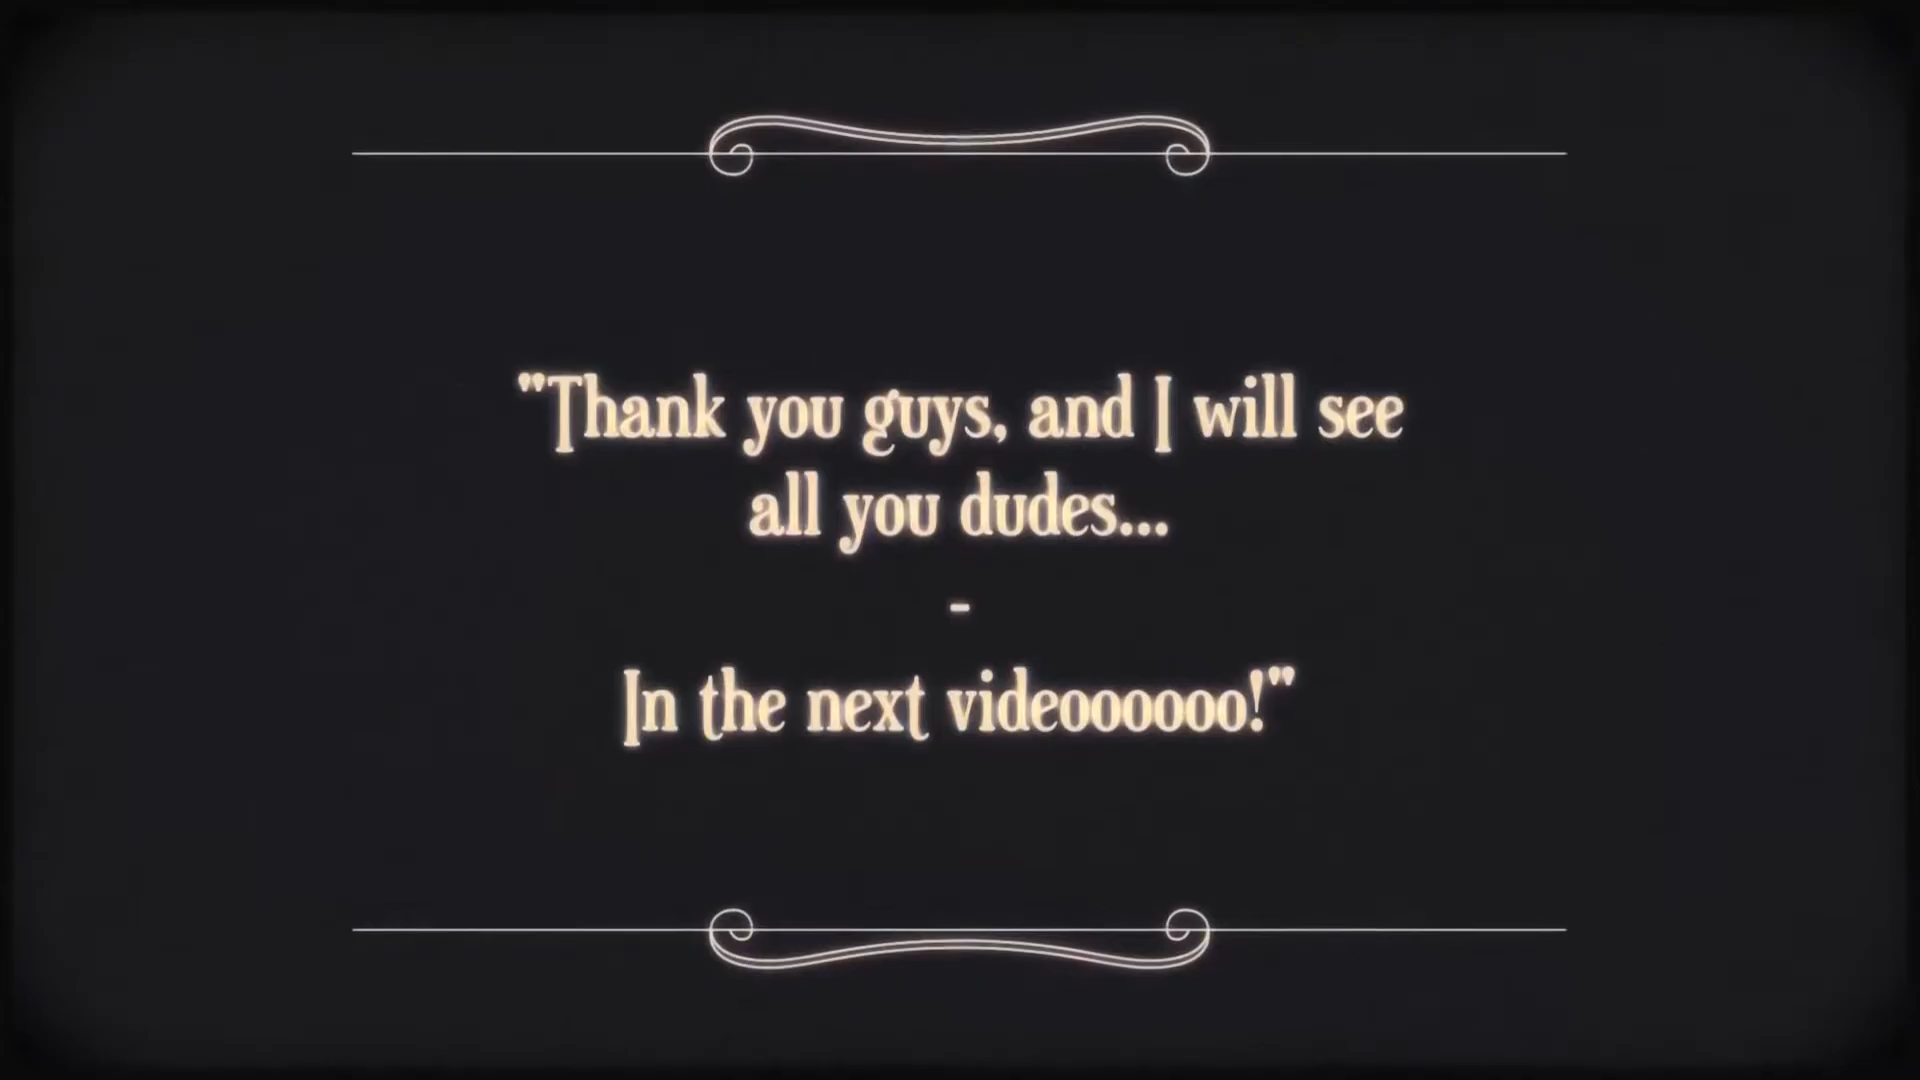 "Thank you guys, and I will see
all you dudes...
-
In the next videoooooo!"